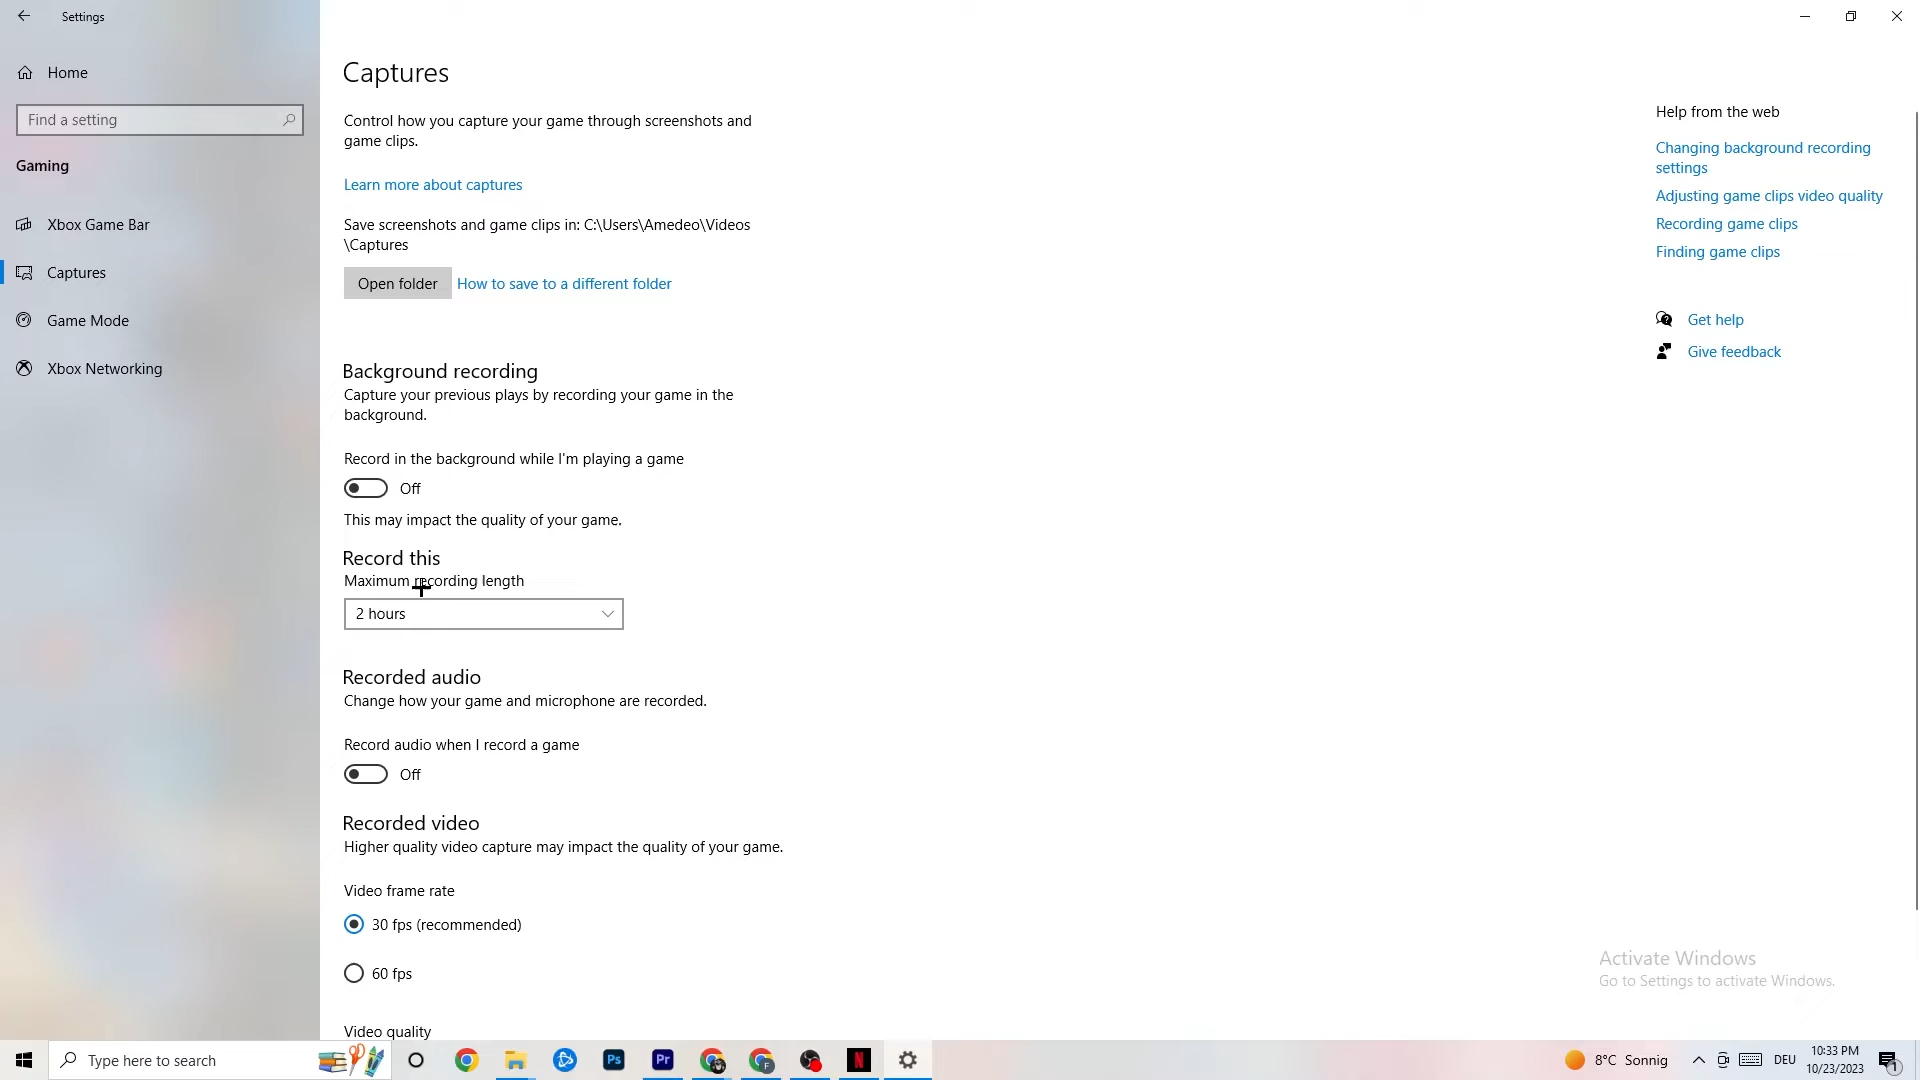 Settings
Home
Find a setting
Gaming
Xbox Game Bar
Captures
Game Mode
Xbox Networking
Captures
Control how you capture your game through screenshots and
game clips.
Learn more about captures
Save screenshots and game clips in: C:\Users\Amedeo\Videos
\Captures
Open folder
How to save to a different folder
Background recording
Capture your previous plays by recording your game in the
background.
Record in the background while I'm playing a game
Off
This may impact the quality of your game.
Record this
Maximum recording length
2 hours
Recorded audio
Change how your game and microphone are recorded.
Record audio when I record a game
Off
Recorded video
Higher quality video capture may impact the quality of your game.
Video frame rate
30 fps (recommended)
60 fps
Video quality
Help from the web
Changing background recording
settings
Adjusting game clips video quality
Recording game clips
Finding game clips
Get help
Give feedback
Activate Windows
Go to Settings to activate Windows.
Type here to search
Ps
Pr
F
N
8°C Sonnig
DEU
10:33 PM
10/23/2023
1